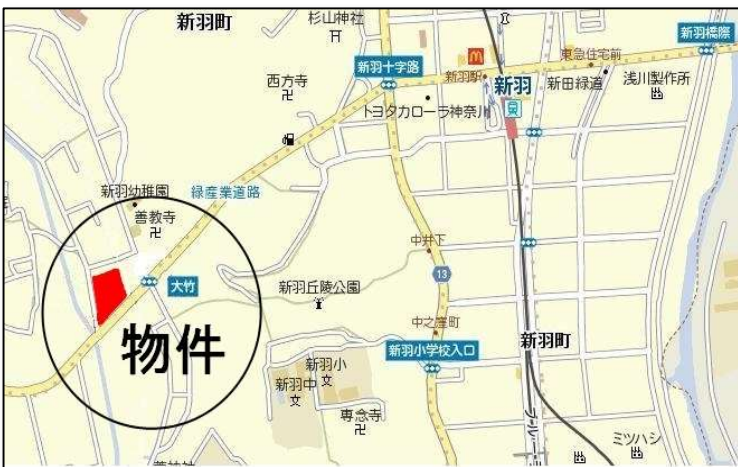 新羽町
杉山神社
新羽橋際
新羽十字路
東急住宅前
新羽駅
新羽
新田緑道
浅川製作所
西方寺
トヨタカローラ神奈川
新羽幼稚園
緑産業道路
善教寺
中井下
大竹
新羽丘陵公園
13
物件
中之窪町
新羽小学校入口
新羽町
新羽小
新羽中
専念寺
ブルー
ミツハシ